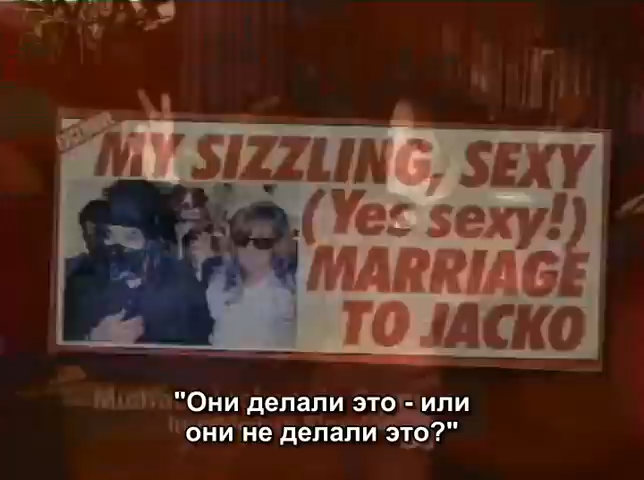 MY SIZZLING, SEXY
(Yes sexy!)
MARRIAGE
TO JACKO
"Они делали это - или
они не делали это?"